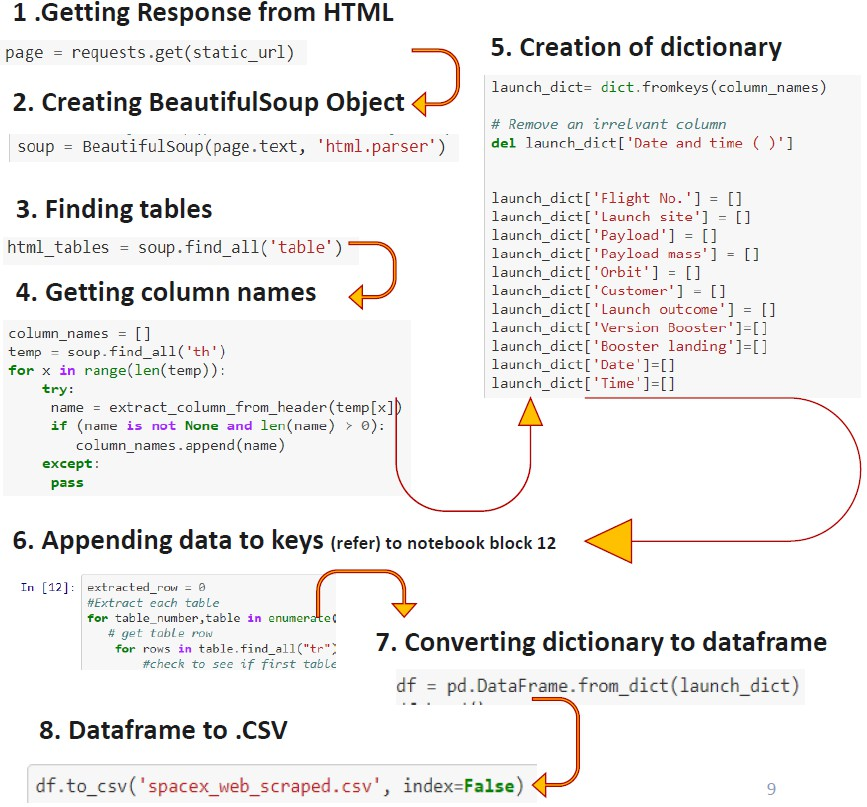 1 .Getting Response from HTML
page = requests.get(static_url)
2. Creating BeautifulSoup Object
soup = BeautifulSoup(page.text, 'html.parser')
3. Finding tables
html_tables = soup.find_all('table')
4. Getting column names
column_names = []
temp = soup.find_all('th')
for x in range(len(temp)):
    try:
     name = extract_column_from_header(temp[x])
     if (name is not None and len(name) > 0):
        column_names.append(name)
    except:
     pass
5. Creation of dictionary
launch_dict= dict.fromkeys(column_names)
# Remove an irrelvant column
del launch_dict['Date and time ( )']
launch_dict['Flight No.'] = []
launch_dict['Launch site'] = []
launch_dict['Payload'] = []
launch_dict['Payload mass'] = []
launch_dict['Orbit'] = []
launch_dict['Customer'] = []
launch_dict['Launch outcome'] = []
launch_dict['Version Booster']=[]
launch_dict['Booster landing']=[]
launch_dict['Date']=[]
launch_dict['Time']=[]
6. Appending data to keys (refer) to notebook block 12
In [12]: extracted_row = 0
#Extract each table
for table_number,table in enumerate(
# get table row
for rows in table.find_all("tr")
#check to see if first table
7. Converting dictionary to dataframe
df = pd.DataFrame.from_dict(launch_dict)
8. Dataframe to .CSV
df.to_csv('spacex_web_scraped.csv', index=False)
9